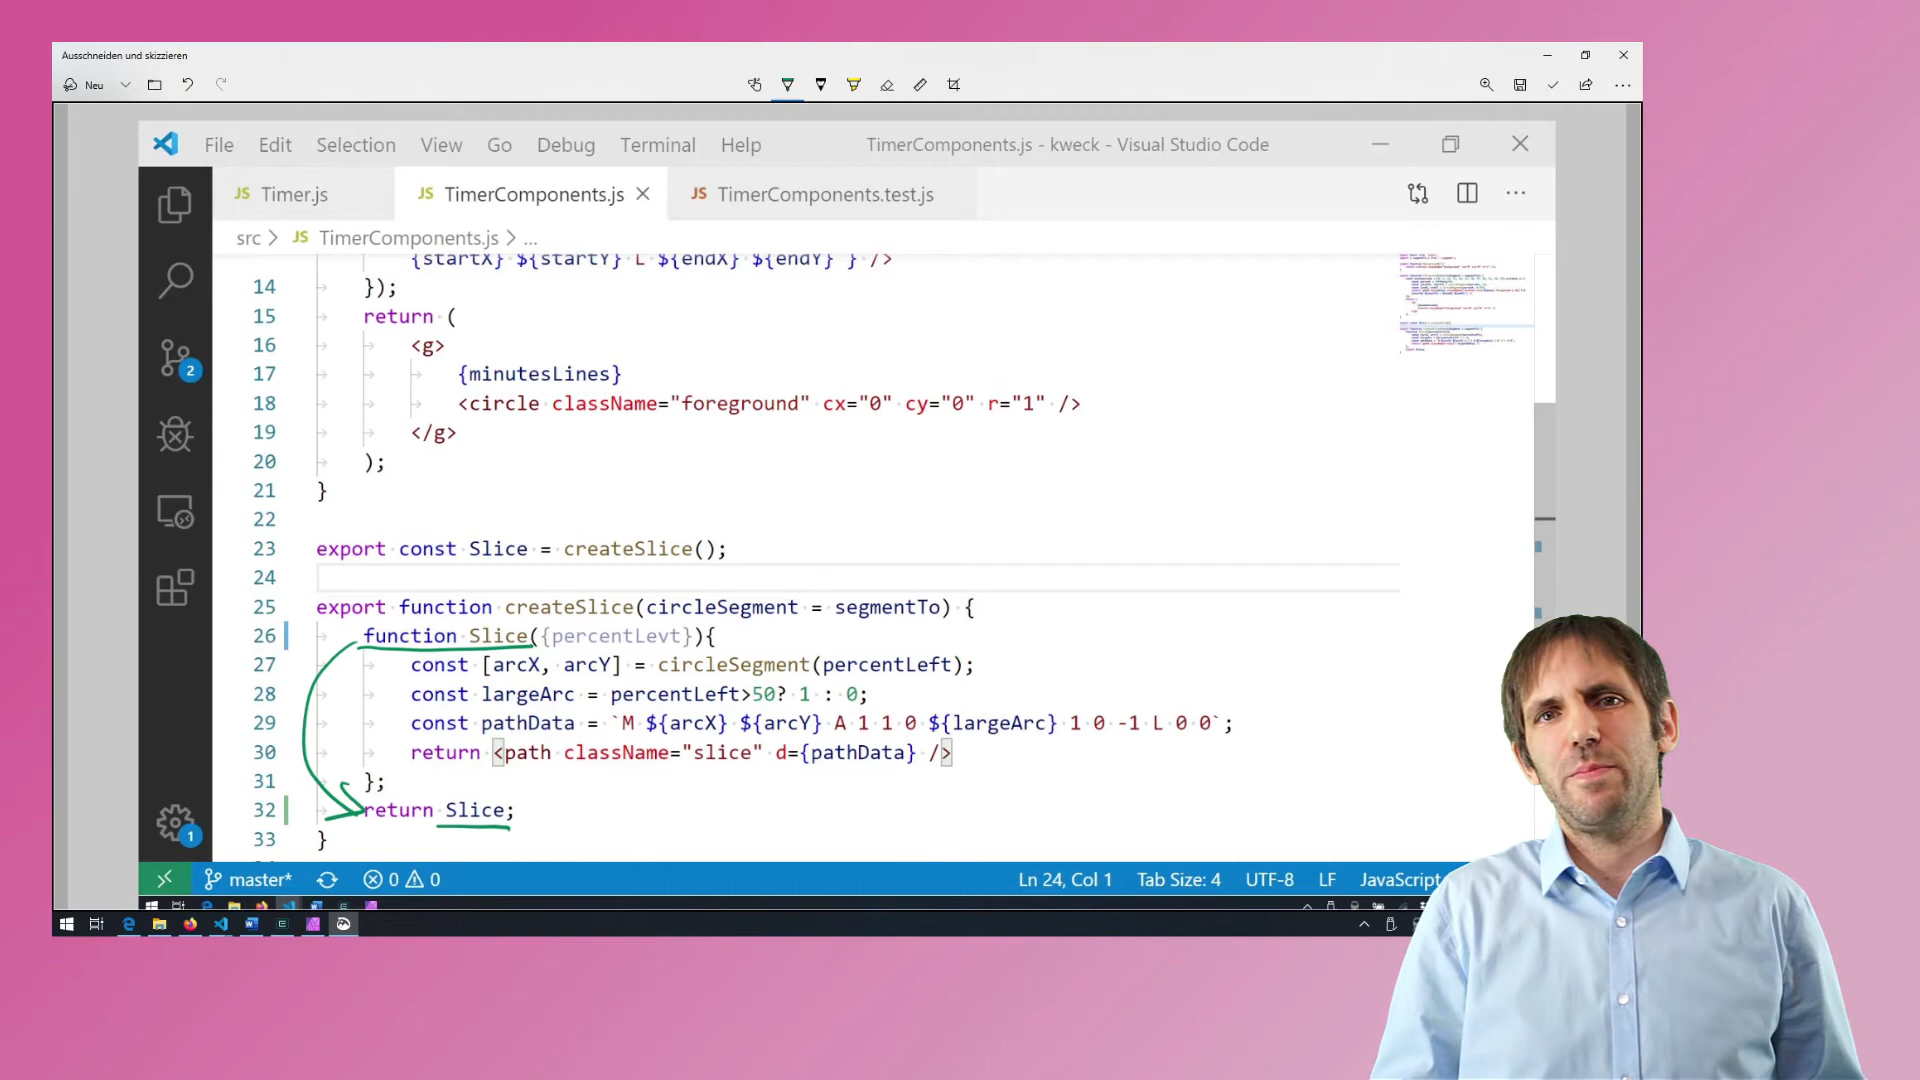 Ausschneiden und skizzieren
Neu
File Edit Selection View Go Debug Terminal Help TimerComponents.js - kweck - Visual Studio Code
JS Timer.js JS TimerComponents.js JS TimerComponents.test.js
src > JS TimerComponents.js > ...
{startX} ${startY} L ${endX} ${endY} } />
14 });
15 return (
16 <g>
17 {minutesLines}
18 <circle className="foreground" cx="0" cy="0" r="1" />
19 </g>
20 );
21 }
22
23 export const Slice = createSlice();
24
25 export function createSlice(circleSegment = segmentTo) {
26 function Slice({percentLevt}){
27 const [arcX, arcY] = circleSegment(percentLeft);
28 const largeArc = percentLeft>50? 1 : 0;
29 const pathData = `M ${arcX} ${arcY} A 1 1 0 ${largeArc} 1 0 -1 L 0 0`;
30 return <path className="slice" d={pathData} />
31 };
32 return Slice;
33 }
2
1
master* 0 0 Ln 24, Col 1 Tab Size: 4 UTF-8 LF JavaScript